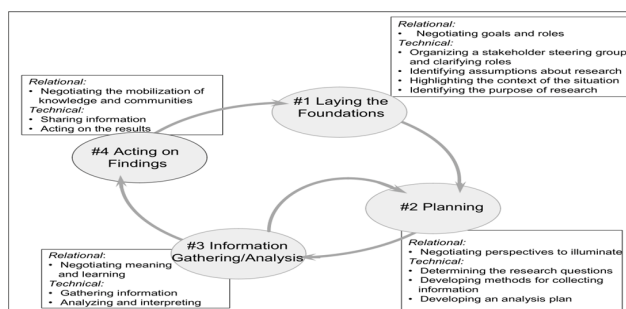 Relational:
• Negotiating goals and roles
Technical:
• Organizing a stakeholder steering group
and clarifying roles
• Identifying assumptions about research
• Highlighting the context of the situation
• Identifying the purpose of research
Relational:
• Negotiating the mobilization of
knowledge and communities
Technical:
• Sharing information
• Acting on the results
#1 Laying the
Foundations
#4 Acting on
Findings
#2 Planning
#3 Information
Gathering/Analysis
Relational:
• Negotiating meaning
and learning
Technical:
• Gathering information
• Analyzing and interpreting
Relational:
• Negotiating perspectives to illuminate
Technical:
• Determining the research questions
• Developing methods for collecting
information
• Developing an analysis plan